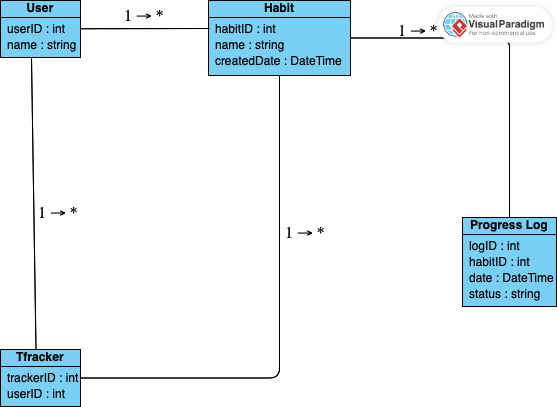 User
userID : int
name : string
1 → *
Habit
habitID : int
name : string
createdDate : DateTime
1 → *
Made with
Visual Paradigm
For non-commercial use
1 → *
1 → *
Progress Log
logID : int
habitID : int
date : DateTime
status : string
Tfracker
trackerID : int
userID : int